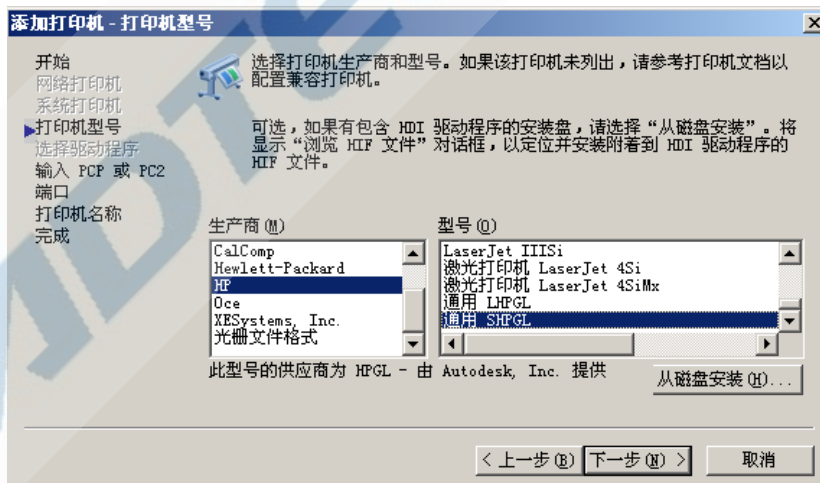 添加打印机 - 打印机型号
开始
网络打印机
系统打印机
打印机型号
选择驱动程序
输入 PCP 或 PC2
端口
打印机名称
完成
选择打印机生产商和型号。如果该打印机未列出，请参考打印机文档以
配置兼容打印机。
可选，如果有包含 HDI 驱动程序的安装盘，请选择“从磁盘安装”。将
显示“浏览 HIF 文件”对话框，以定位并安装附着到 HDI 驱动程序的
HIF 文件。
生产商(M)
CalComp
Hewlett-Packard
HP
Oce
XESystems, Inc.
光栅文件格式
型号(O)
LaserJet IIISi
激光打印机 LaserJet 4Si
激光打印机 LaserJet 4SiMx
通用 LHPGL
通用 SHPGL
此型号的供应商为 HPGL - 由 Autodesk, Inc. 提供
从磁盘安装(H)...
< 上一步(B)
下一步(N) >
取消